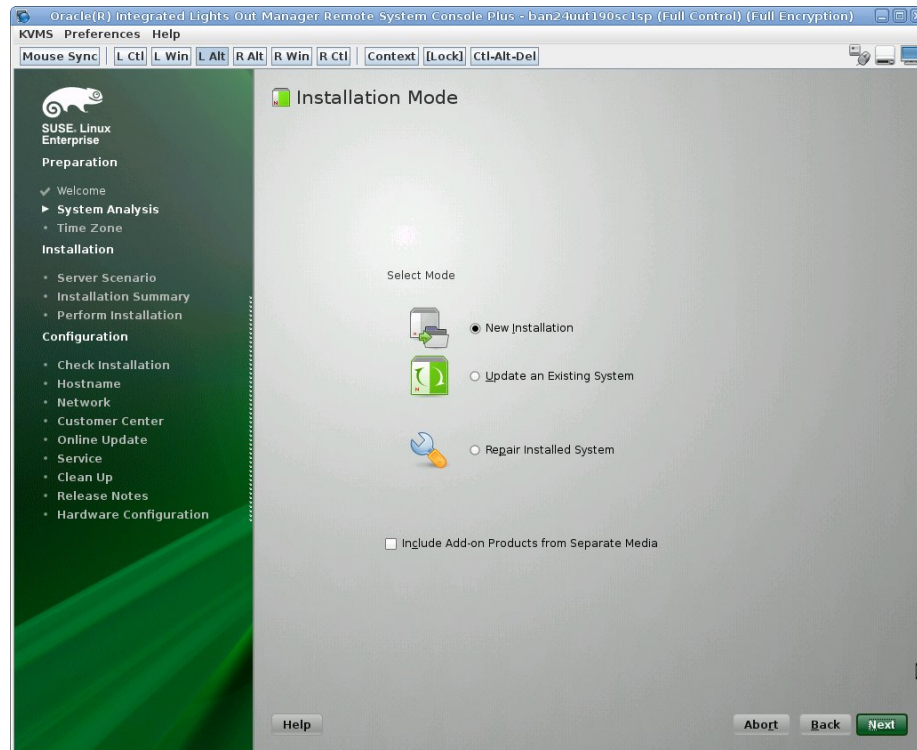 Oracle(R) Integrated Lights Out Manager Remote System Console Plus - ban24uut190sc1sp (Full Control) (Full Encryption)
KVMS Preferences Help
Mouse Sync L Ctl L Win L Alt R Alt R Win R Ctl Context [Lock] Ctl-Alt-Del
SUSE. Linux
Enterprise
Preparation
Welcome
System Analysis
Time Zone
Installation
Server Scenario
Installation Summary
Perform Installation
Configuration
Check Installation
Hostname
Network
Customer Center
Online Update
Service
Clean Up
Release Notes
Hardware Configuration
Installation Mode
Select Mode
New Installation
Update an Existing System
Repair Installed System
Include Add-on Products from Separate Media
Help Abort Back Next